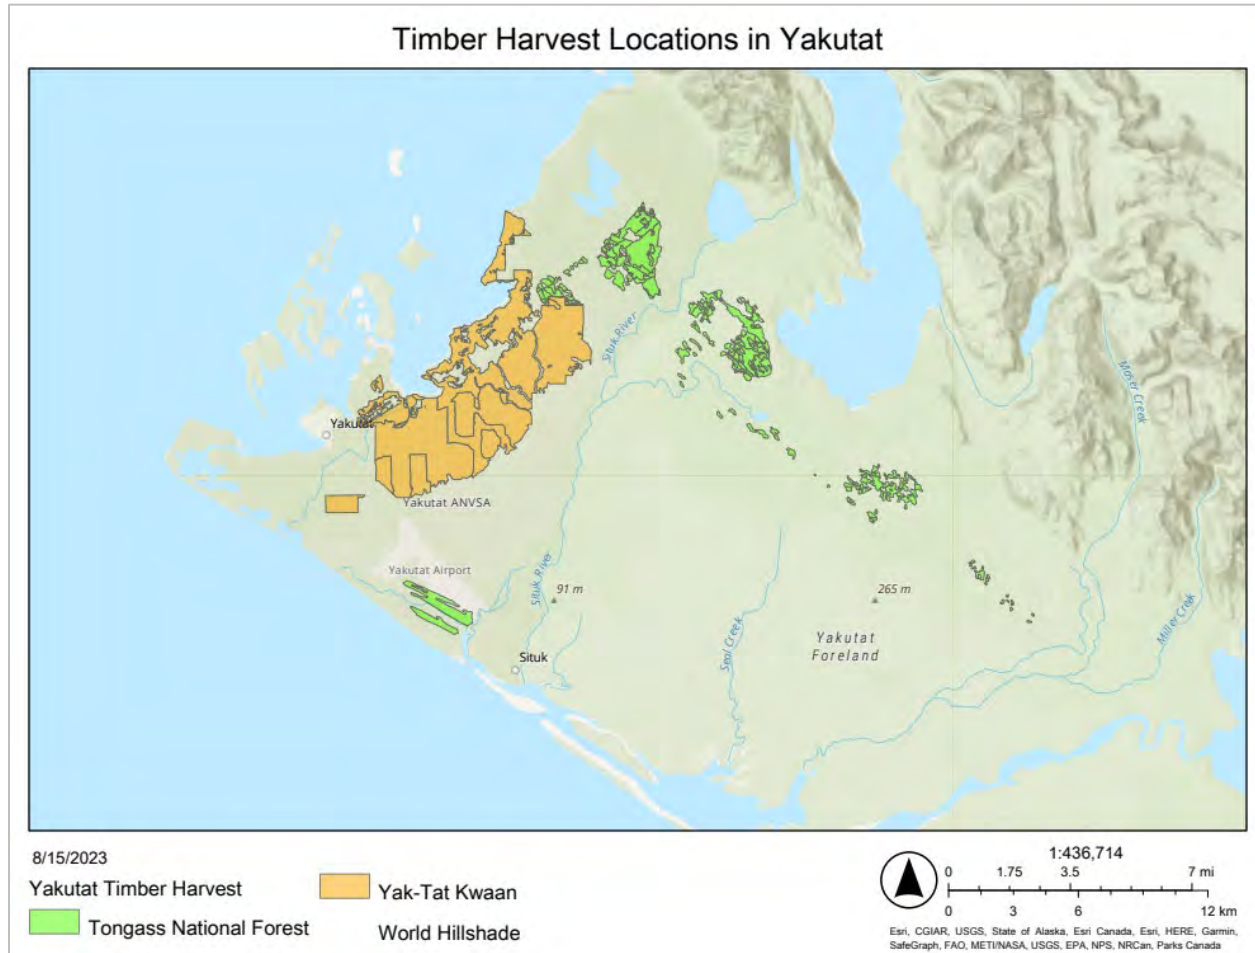 Timber Harvest Locations in Yakutat
Situk River
Moser Creek
Yakutat
Yakutat ANVSA
Yakutat Airport
Situk River
91 m
265 m
Miller Creek
Yakutat
Foreland
Seal Creek
Situk
8/15/2023
Yakutat Timber Harvest
Tongass National Forest
Yak-Tat Kwaan
World Hillshade
1:436,714
0 1.75 3.5 7 mi
0 3 6 12 km
Esri, CGIAR, USGS, State of Alaska, Esri Canada, Esri, HERE, Garmin,
SafeGraph, FAO, METI/NASA, USGS, EPA, NPS, NRCan, Parks Canada